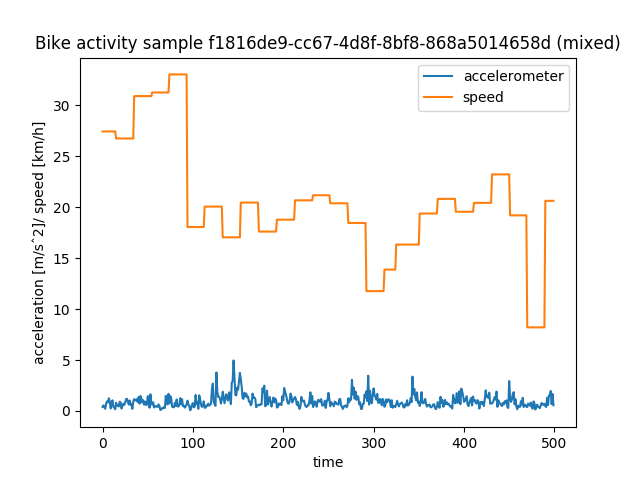 Bike activity sample f1816de9-cc67-4d8f-8bf8-868a5014658d (mixed)
accelerometer
speed
acceleration [m/s^2]/ speed [km/h]
30
25
20
15
10
5
0
0 100 200 300 400 500
time